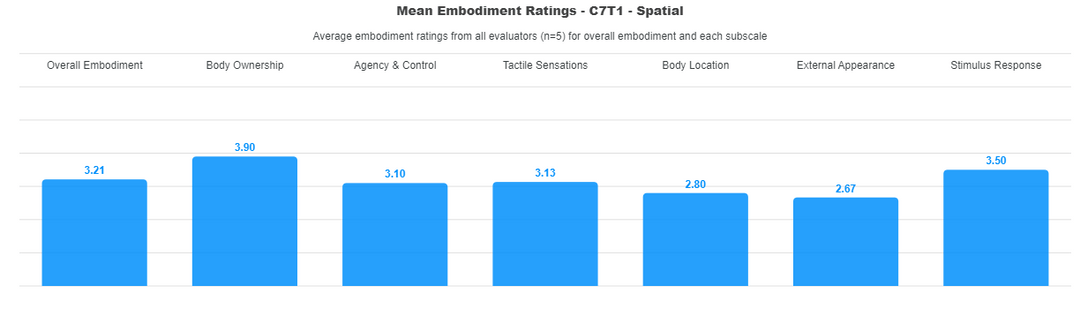 Mean Embodiment Ratings - C7T1 - Spatial
Average embodiment ratings from all evaluators (n=5) for overall embodiment and each subscale
Overall Embodiment Body Ownership Agency & Control Tactile Sensations Body Location External Appearance Stimulus Response
3.21 3.90 3.10 3.13 2.80 2.67 3.50